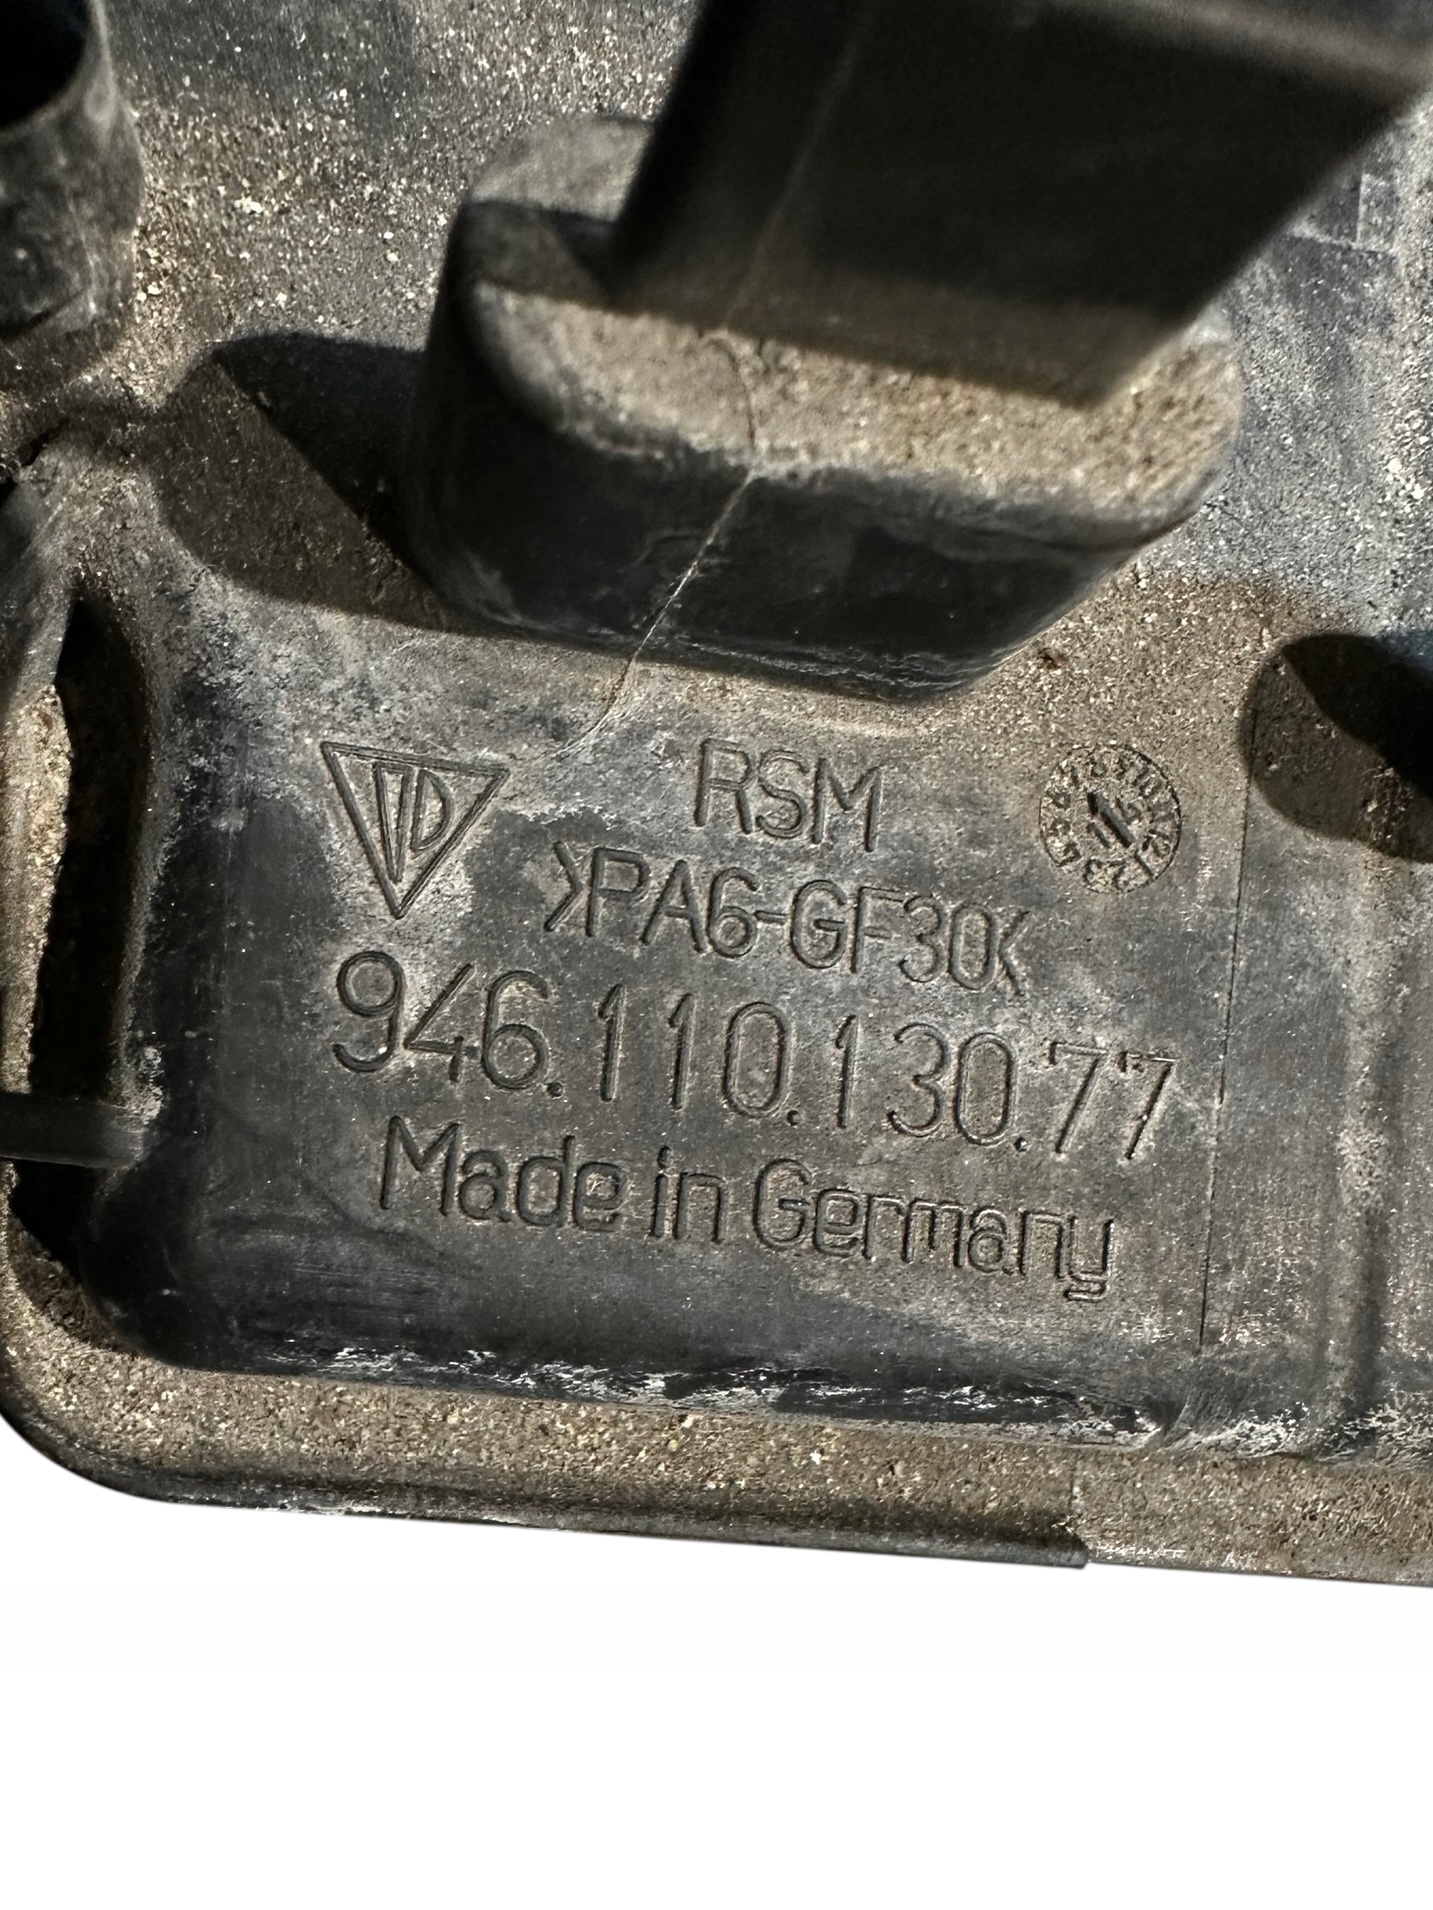 RSM
>PA6-GF30<
946.110.130.77
Made in Germany